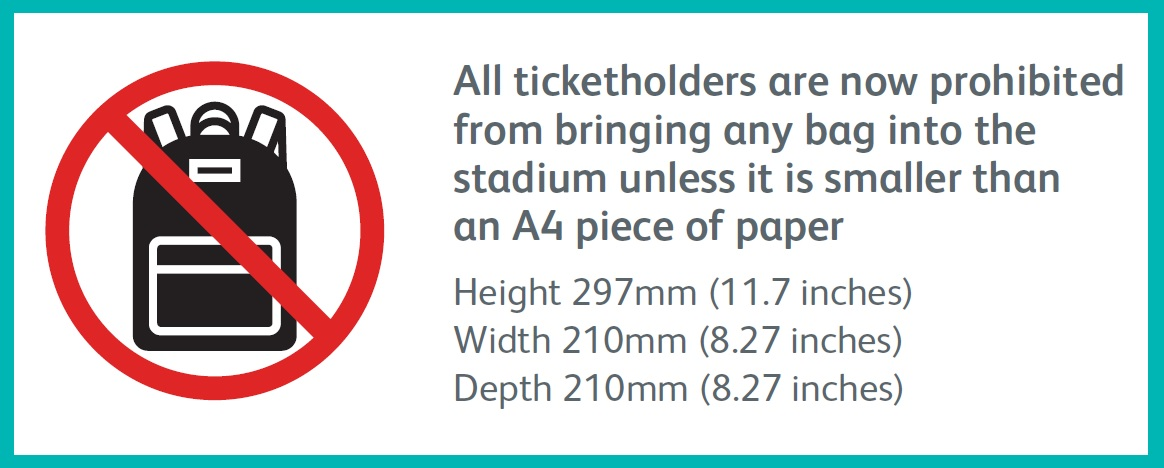 All ticketholders are now prohibited
from bringing any bag into the
stadium unless it is smaller than
an A4 piece of paper
Height 297mm (11.7 inches)
Width 210mm (8.27 inches)
Depth 210mm (8.27 inches)